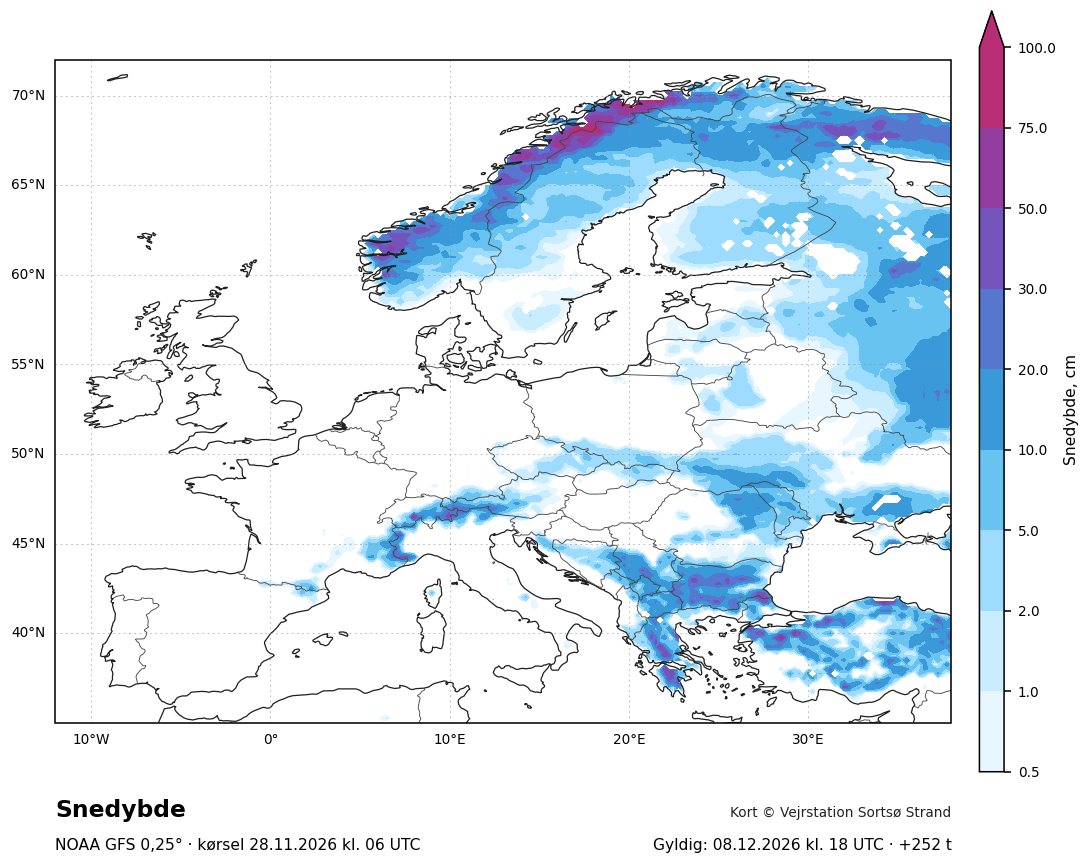 100.0
75.0
50.0
30.0
20.0
10.0
5.0
2.0
1.0
0.5
Snedybde, cm
70°N
65°N
60°N
55°N
50°N
45°N
40°N
10°W 0° 10°E 20°E 30°E
Snedybde
Kort © Vejrstation Sortsø Strand
NOAA GFS 0,25° · kørsel 28.11.2026 kl. 06 UTC
Gyldig: 08.12.2026 kl. 18 UTC · +252 t